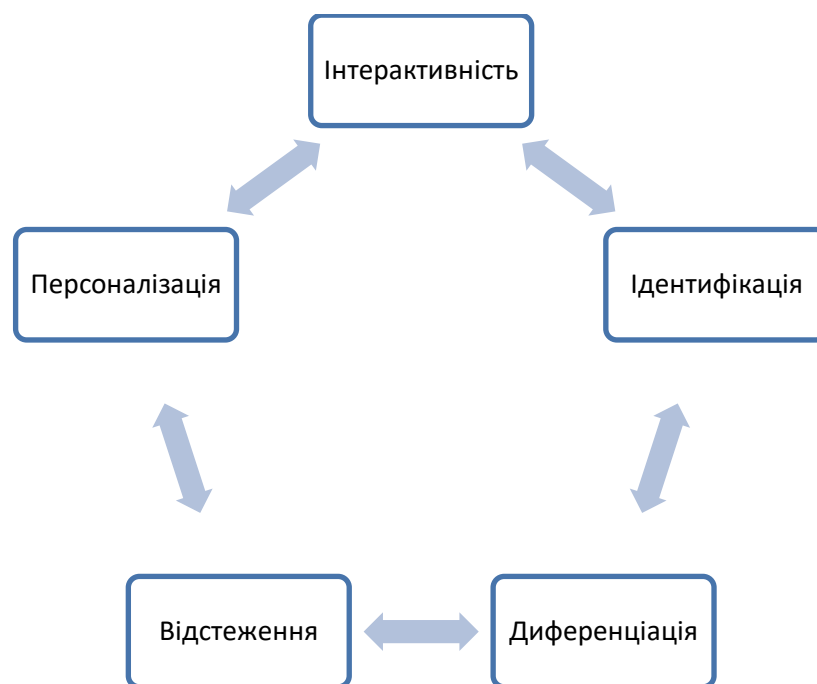 Інтерактивність
Персоналізація
Ідентифікація
Відстеження
Диференціація